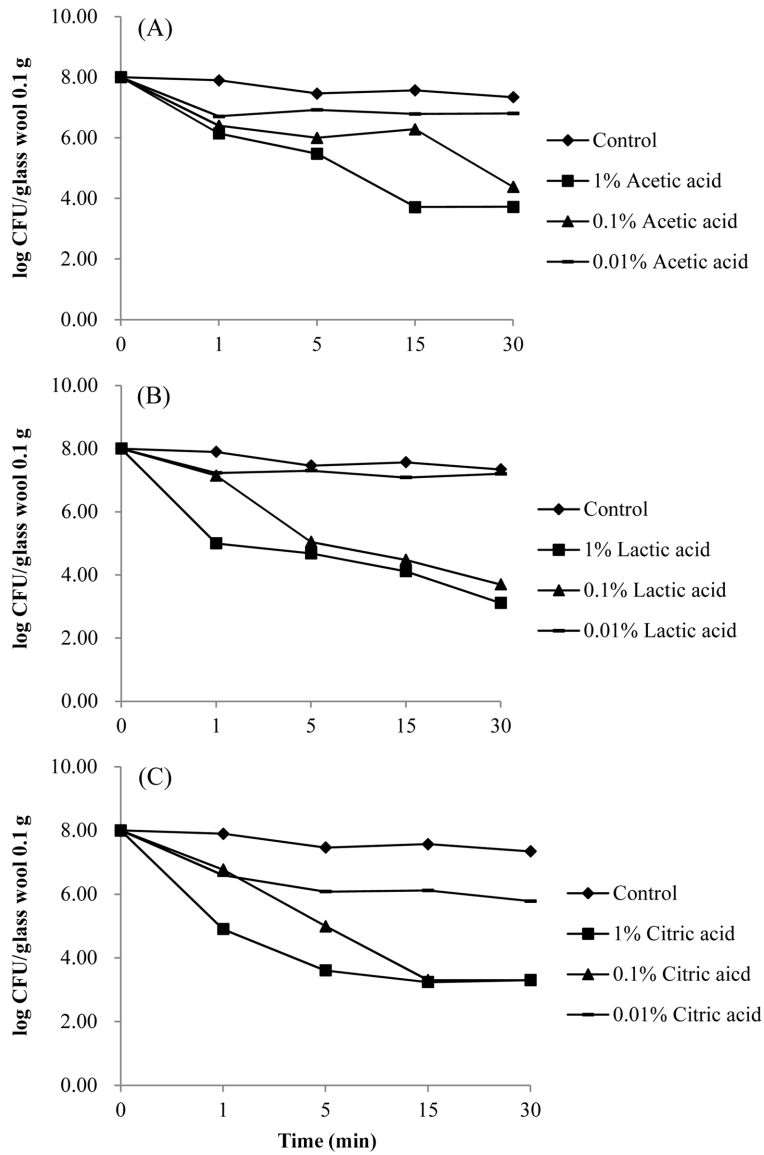 (A)
log CFU/glass wool 0.1 g
10.00
8.00
6.00
4.00
2.00
0.00
0 1 5 15 30
Control
1% Acetic acid
0.1% Acetic acid
0.01% Acetic acid
(B)
log CFU/glass wool 0.1 g
10.00
8.00
6.00
4.00
2.00
0.00
0 1 5 15 30
Control
1% Lactic acid
0.1% Lactic acid
0.01% Lactic acid
(C)
log CFU/glass wool 0.1 g
10.00
8.00
6.00
4.00
2.00
0.00
0 1 5 15 30
Time (min)
Control
1% Citric acid
0.1% Citric aicd
0.01% Citric acid